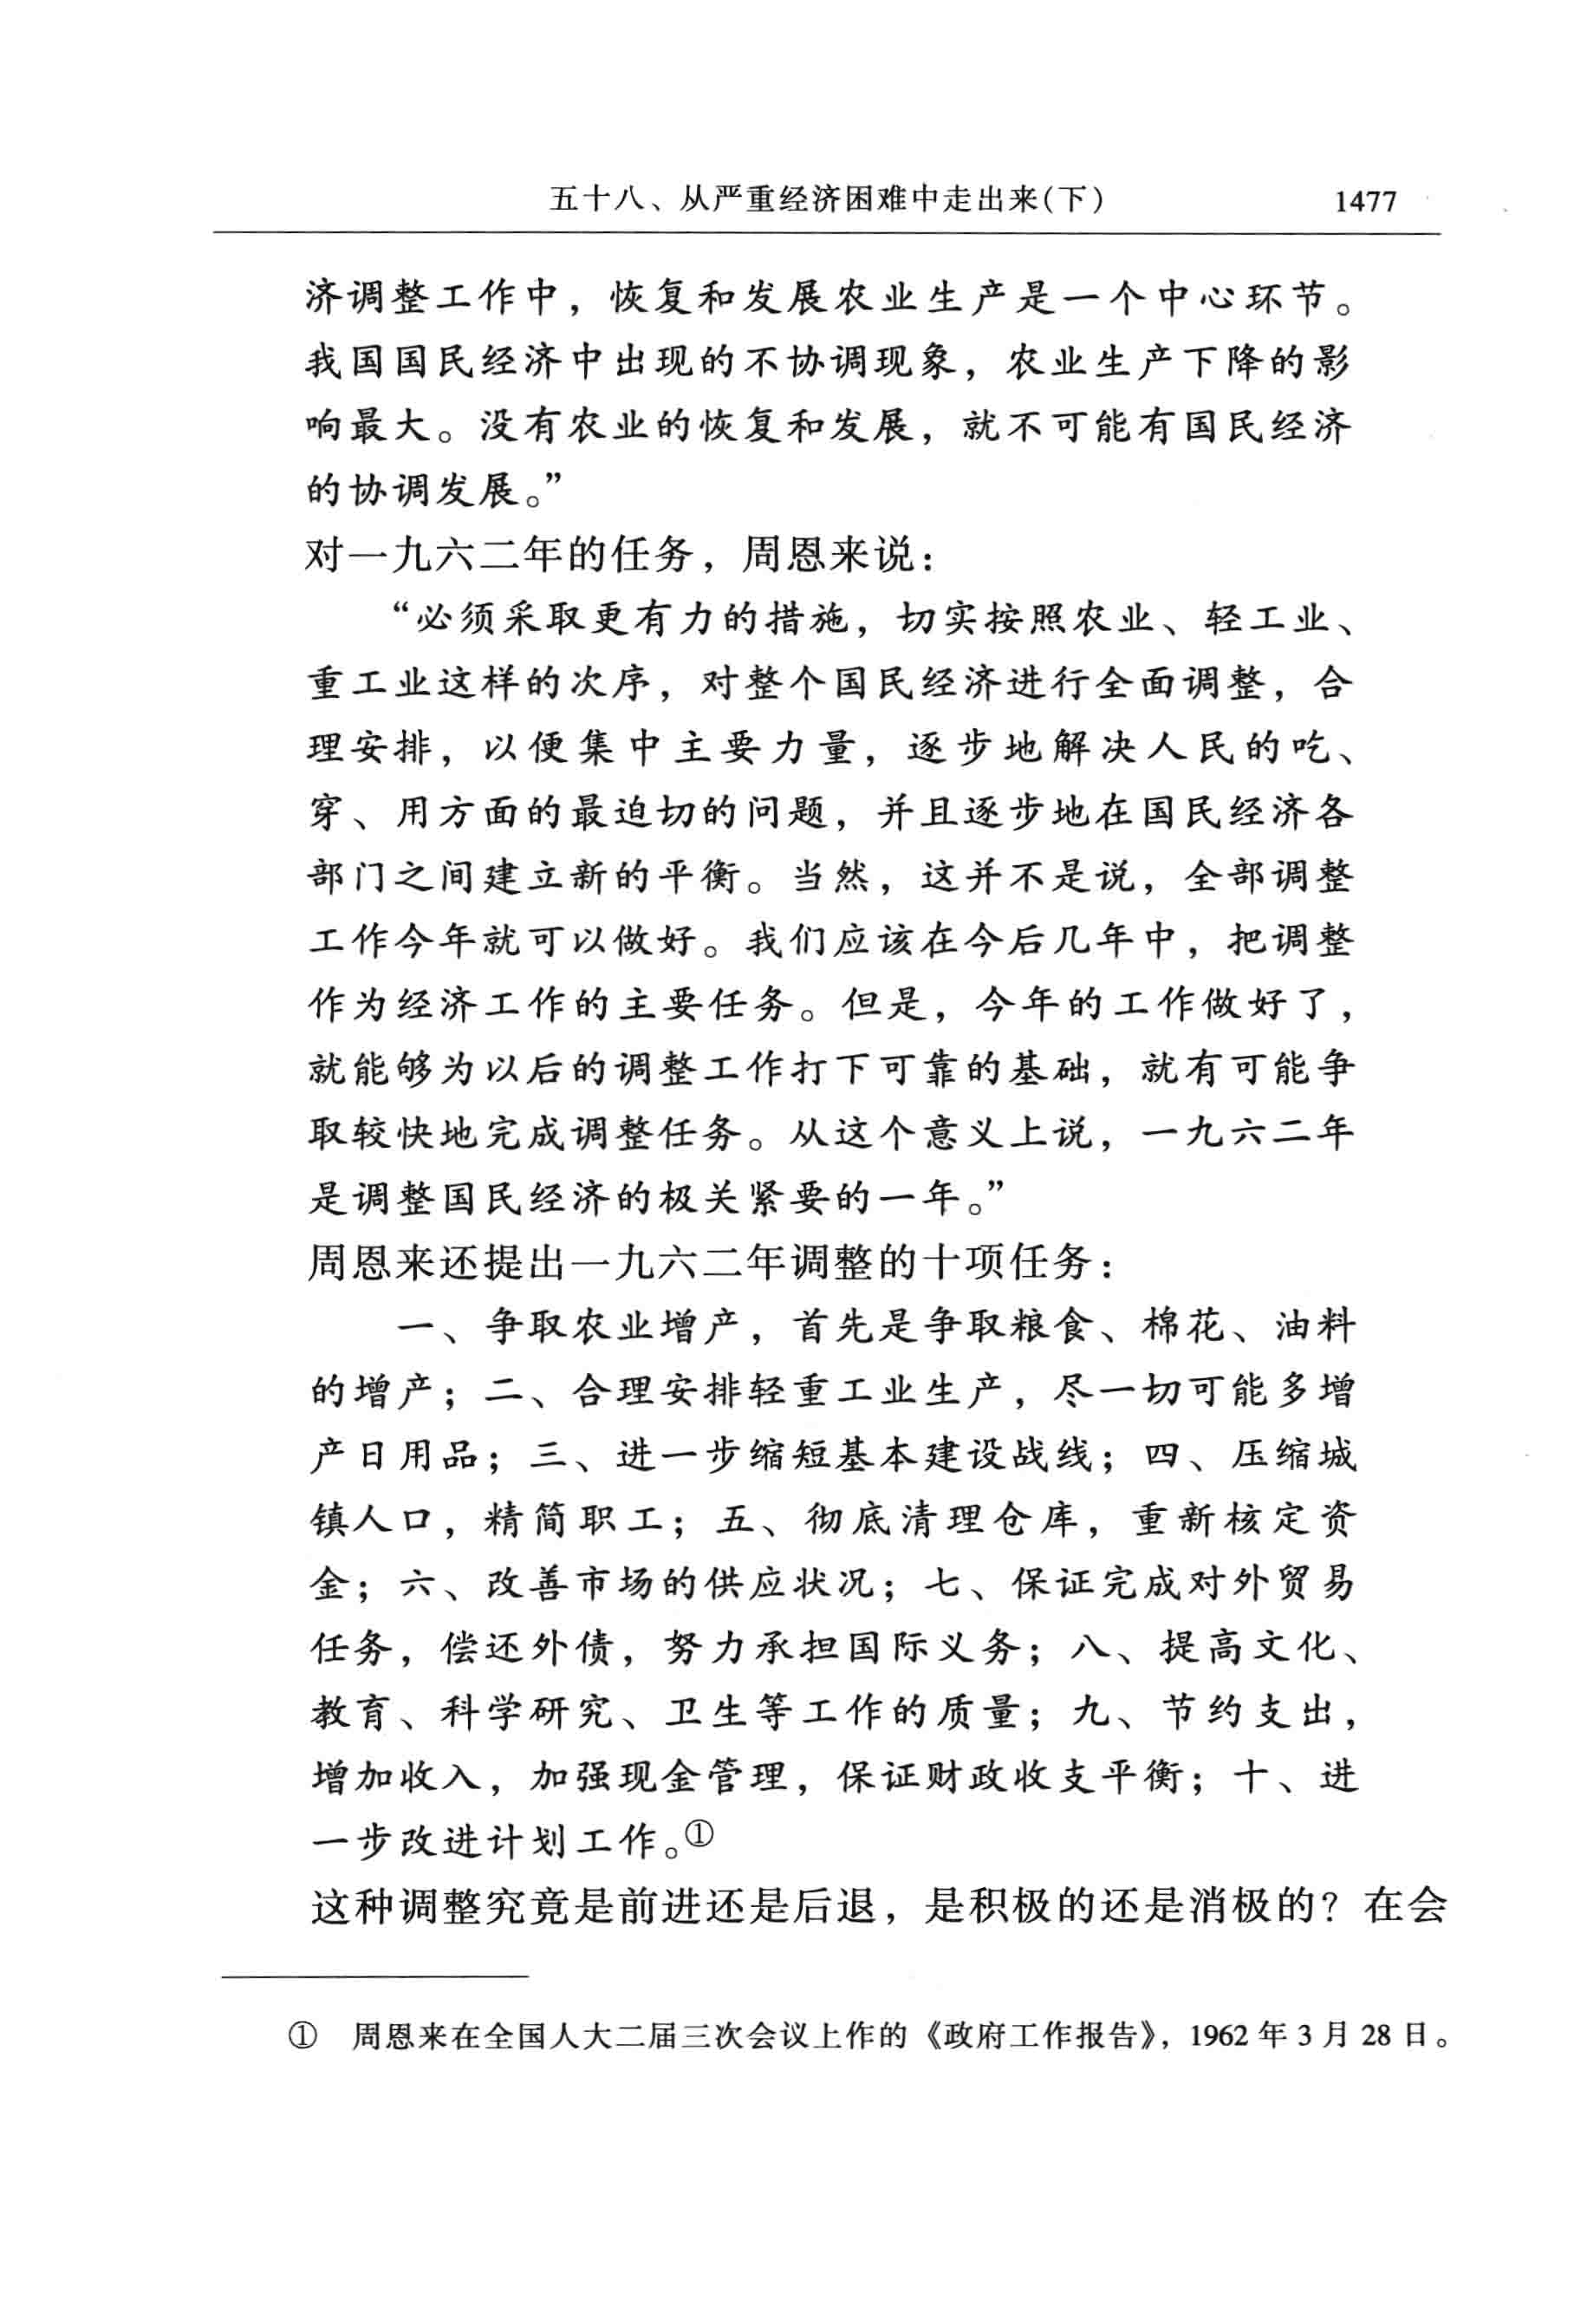 五十八、从严重经济困难中走出来(下) 1477
济调整工作中，恢复和发展农业生产是一个中心环节。
我国国民经济中出现的不协调现象，农业生产下降的影
响最大。没有农业的恢复和发展，就不可能有国民经济
的协调发展。”
对一九六二年的任务，周恩来说：
“必须采取更有力的措施，切实按照农业、轻工业、
重工业这样的次序，对整个国民经济进行全面调整，合
理安排，以便集中主要力量，逐步地解决人民的吃、
穿、用方面的最迫切的问题，并且逐步地在国民经济各
部门之间建立新的平衡。当然，这并不是说，全部调整
工作今年就可以做好。我们应该在今后几年中，把调整
作为经济工作的主要任务。但是，今年的工作做好了，
就能够为以后的调整工作打下可靠的基础，就有可能争
取较快地完成调整任务。从这个意义上说，一九六二年
是调整国民经济的极关紧要的一年。”
周恩来还提出一九六二年调整的十项任务：
一、争取农业增产，首先是争取粮食、棉花、油料
的增产；二、合理安排轻重工业生产，尽一切可能多增
产日用品；三、进一步缩短基本建设战线；四、压缩城
镇人口，精简职工；五、彻底清理仓库，重新核定资
金；六、改善市场的供应状况；七、保证完成对外贸易
任务，偿还外债，努力承担国际义务；八、提高文化、
教育、科学研究、卫生等工作的质量；九、节约支出，
增加收入，加强现金管理，保证财政收支平衡；十、进
一步改进计划工作。①
这种调整究竟是前进还是后退，是积极的还是消极的？在会
① 周恩来在全国人大二届三次会议上作的《政府工作报告》，1962 年 3 月 28 日。